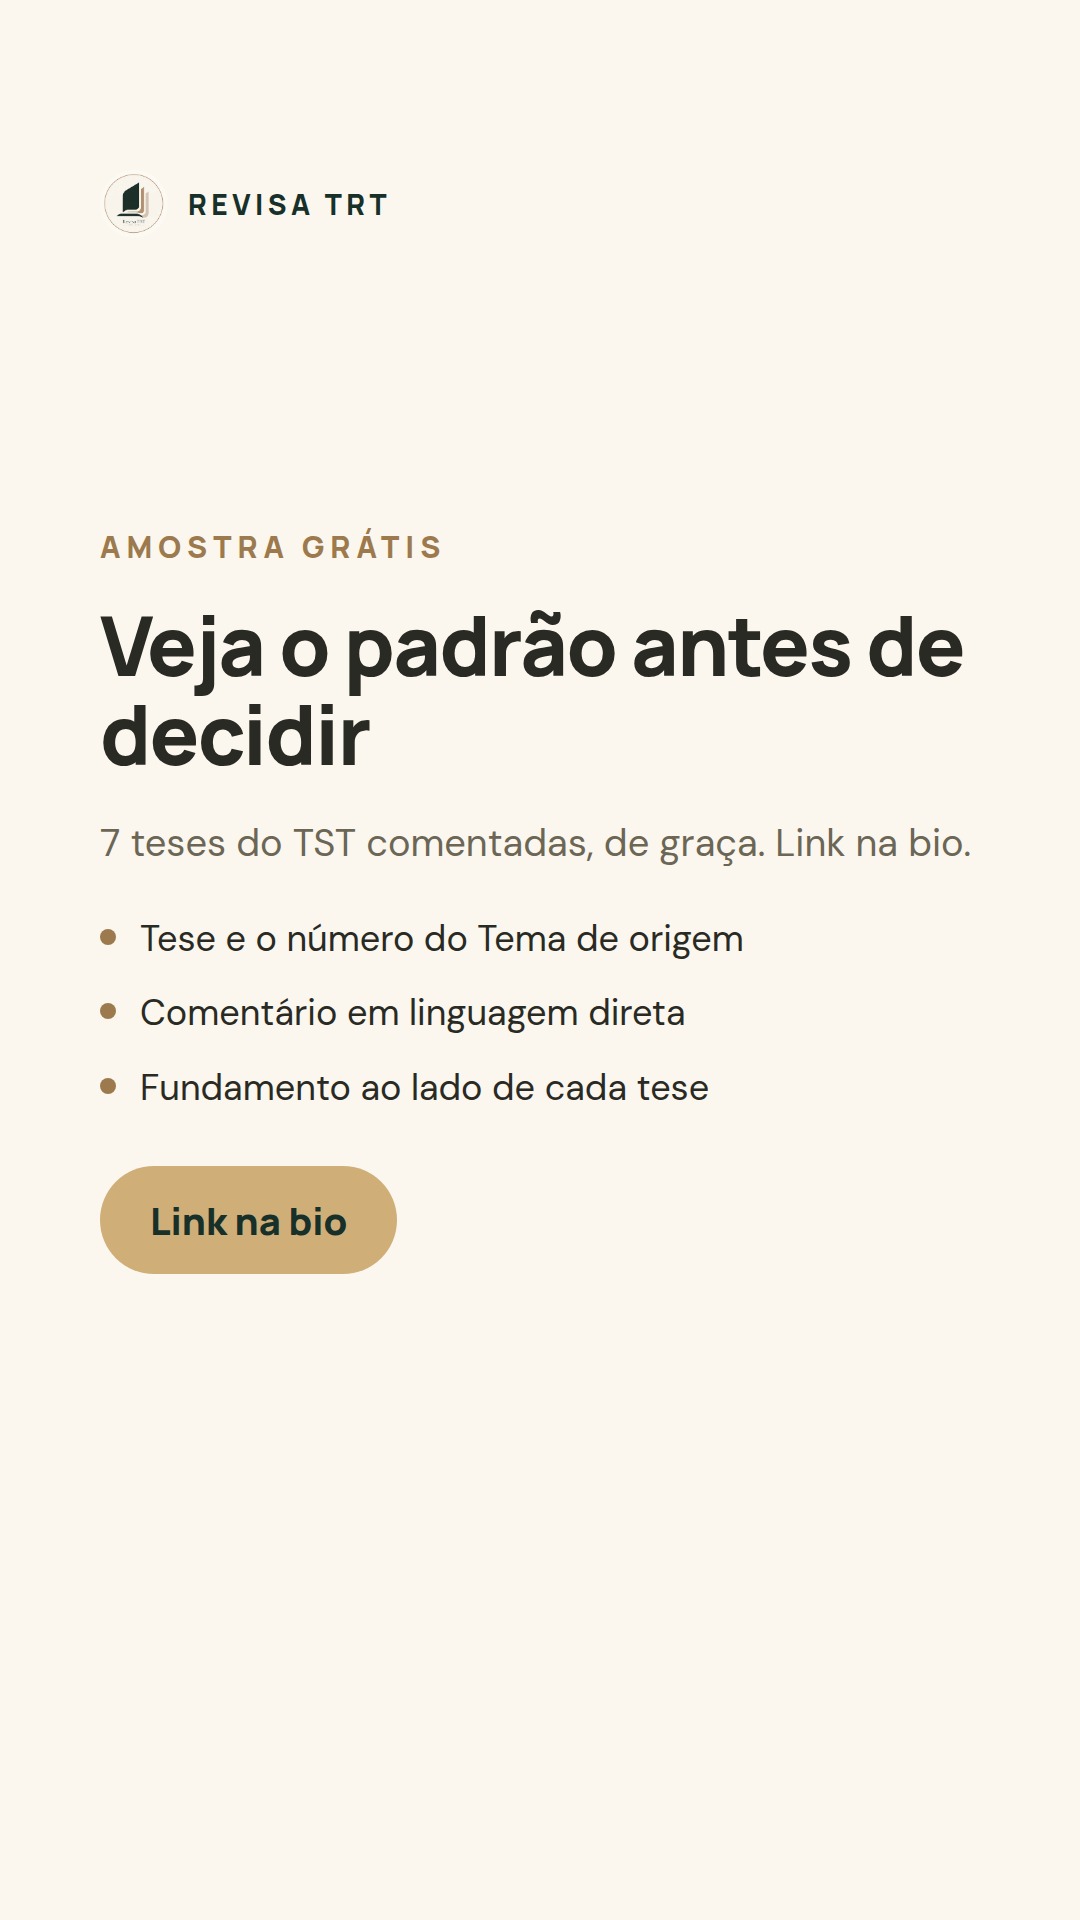 REVISA TRT
AMOSTRA GRÁTIS
Veja o padrão antes de
decidir
7 teses do TST comentadas, de graça. Link na bio.
Tese e o número do Tema de origem
Comentário em linguagem direta
Fundamento ao lado de cada tese
Link na bio